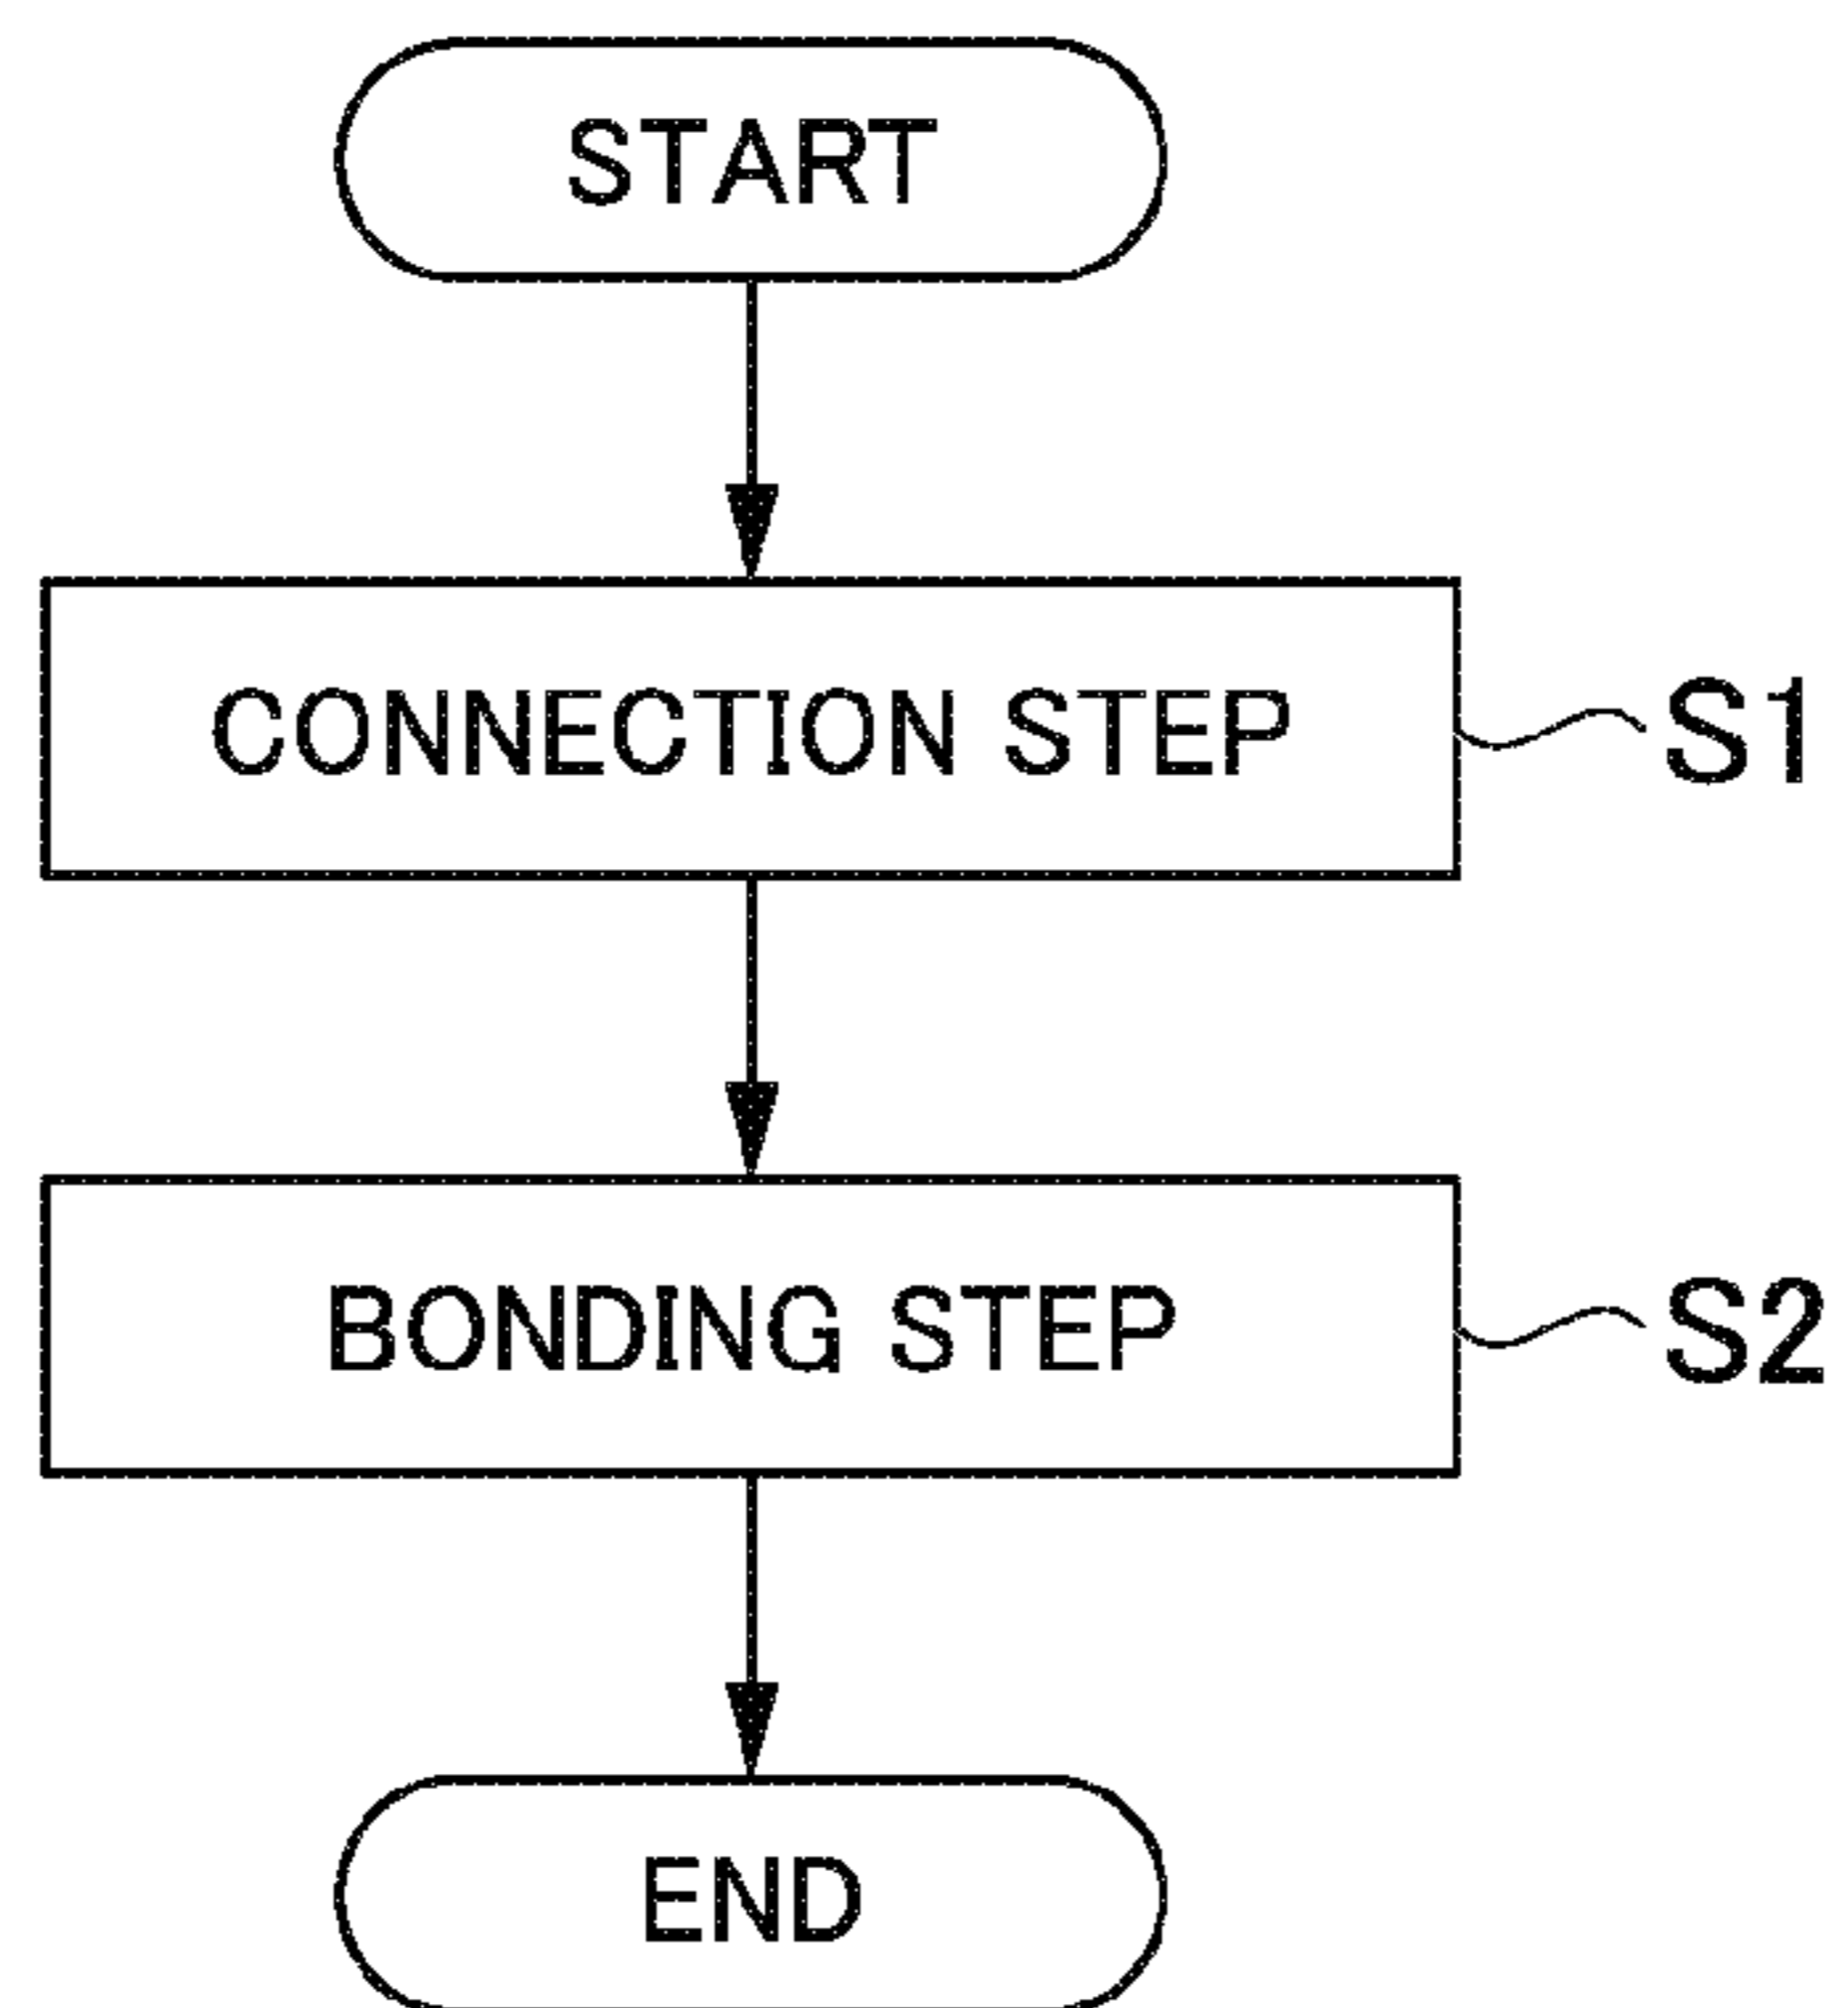 START
CONNECTION STEP
S1
BONDING STEP
S2
END